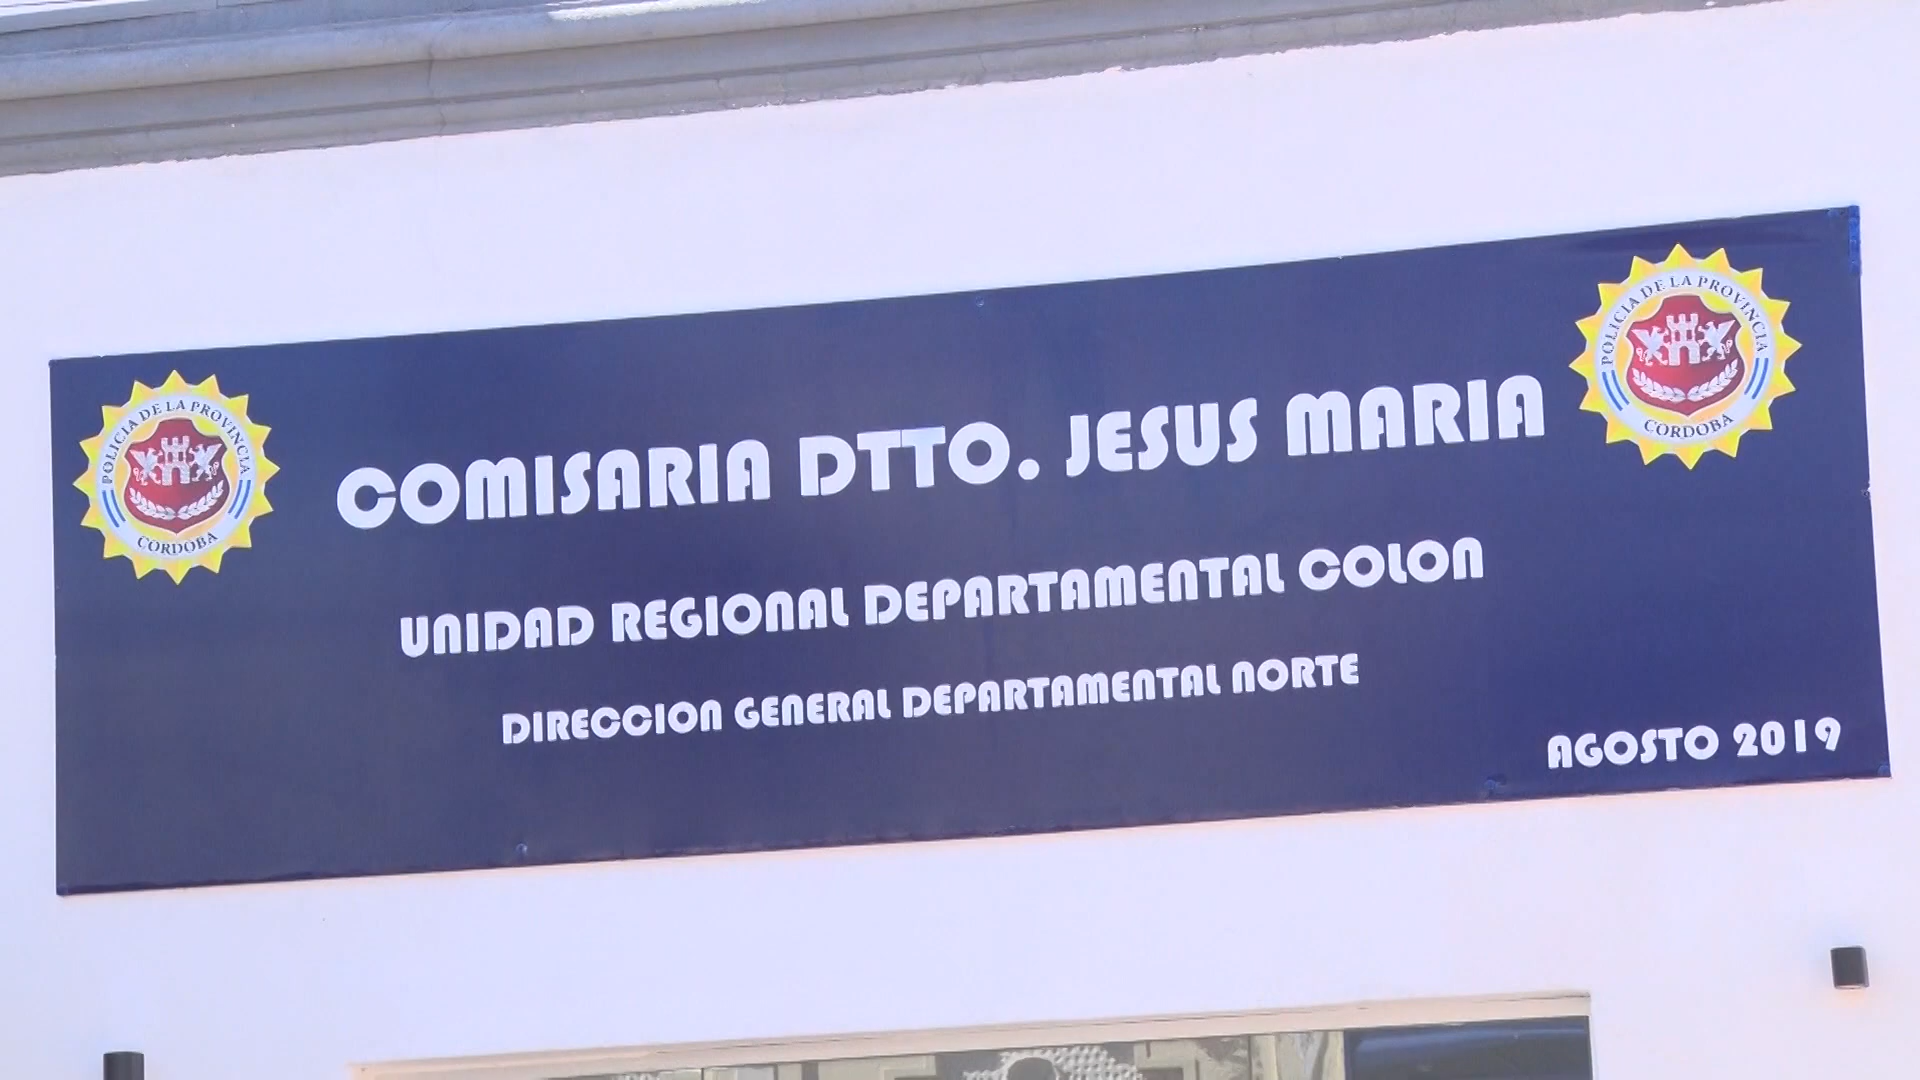 POLICIA DE LA PROVINCIA
CORDOBA
POLICIA DE LA PROVINCIA
CORDOBA
COMISARIA DTTO. JESUS MARIA
UNIDAD REGIONAL DEPARTAMENTAL COLON
DIRECCION GENERAL DEPARTAMENTAL NORTE
AGOSTO 2019